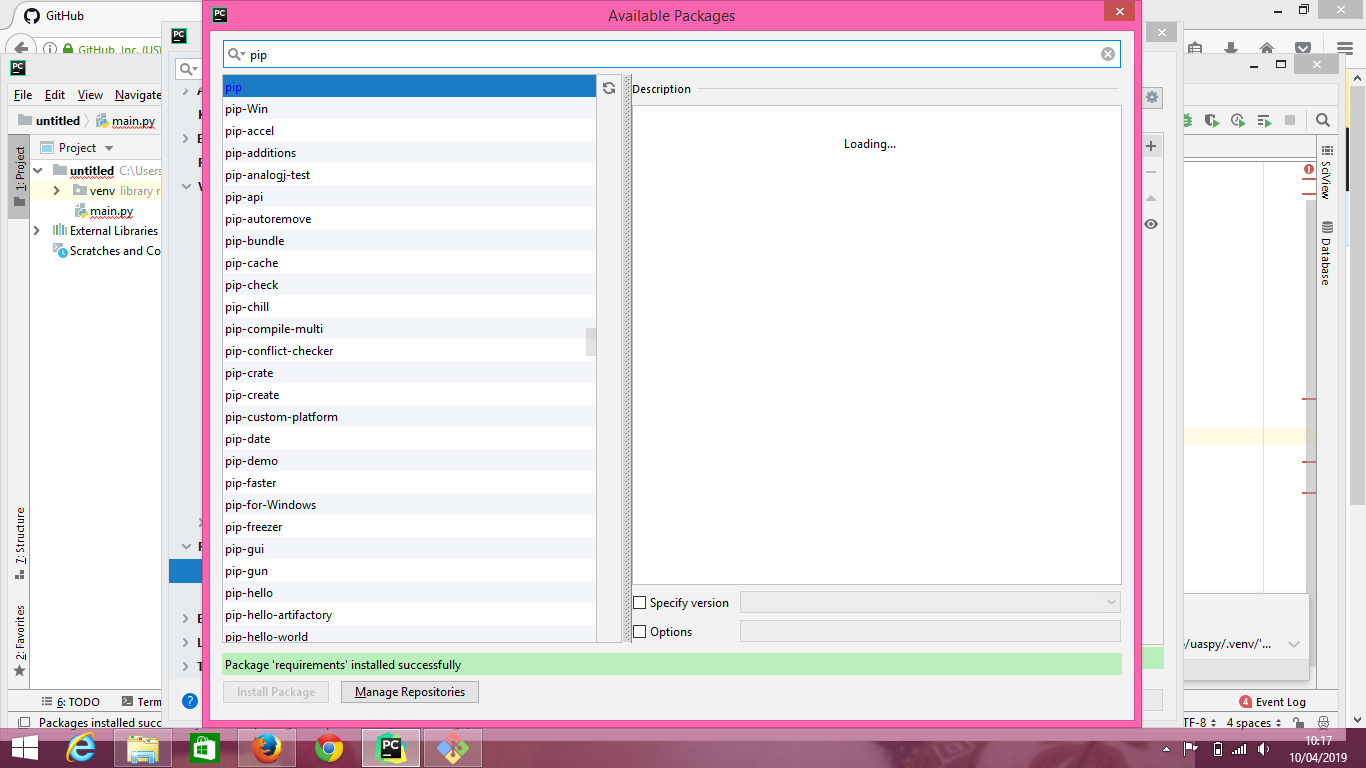 GitHub
Available Packages
GitHub, Inc. (US)
pip
File Edit View Navigate
untitled
main.py
1: Project
Project
untitled C:\Users
venv library r
main.py
External Libraries
Scratches and Co
7: Structure
2: Favorites
pip
pip-Win
pip-accel
pip-additions
pip-analogj-test
pip-api
pip-autoremove
pip-bundle
pip-cache
pip-check
pip-chill
pip-compile-multi
pip-conflict-checker
pip-crate
pip-create
pip-custom-platform
pip-date
pip-demo
pip-faster
pip-for-Windows
pip-freezer
pip-gui
pip-gun
pip-hello
pip-hello-artifactory
pip-hello-world
Description
Loading...
Specify version
Options
Package 'requirements' installed successfully
Install Package
Manage Repositories
SciView
Database
/uaspy/.venv/'...
6: TODO
Term
4 Event Log
Packages installed succ
TF-8
4 spaces
10:17
10/04/2019